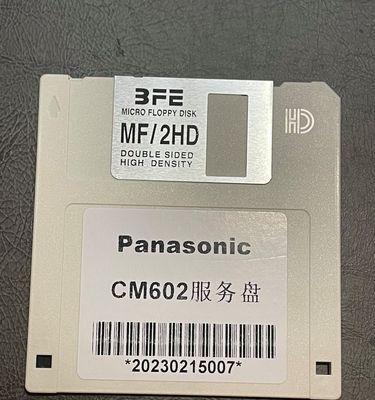 BFE
MICRO FLOPPY DISK
MF/2HD
DOUBLE SIDED
HIGH DENSITY
HD
Panasonic
CM602服务盘
*20230215007*